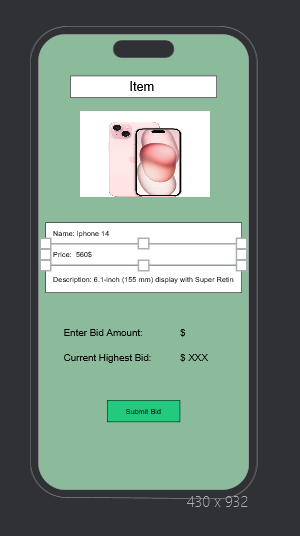 Item
Name: Iphone 14
Price: 560$
Description: 6.1-inch (155 mm) display with Super Retin
Enter Bid Amount: $
Current Highest Bid: $ XXX
Submit Bid
430 x 932